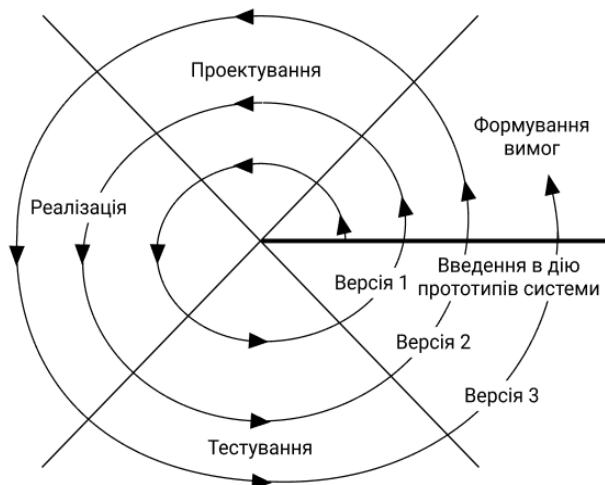 Проектування
Формування
вимог
Реалізація
Введення в дію
прототипів системи
Версія 1
Версія 2
Версія 3
Тестування